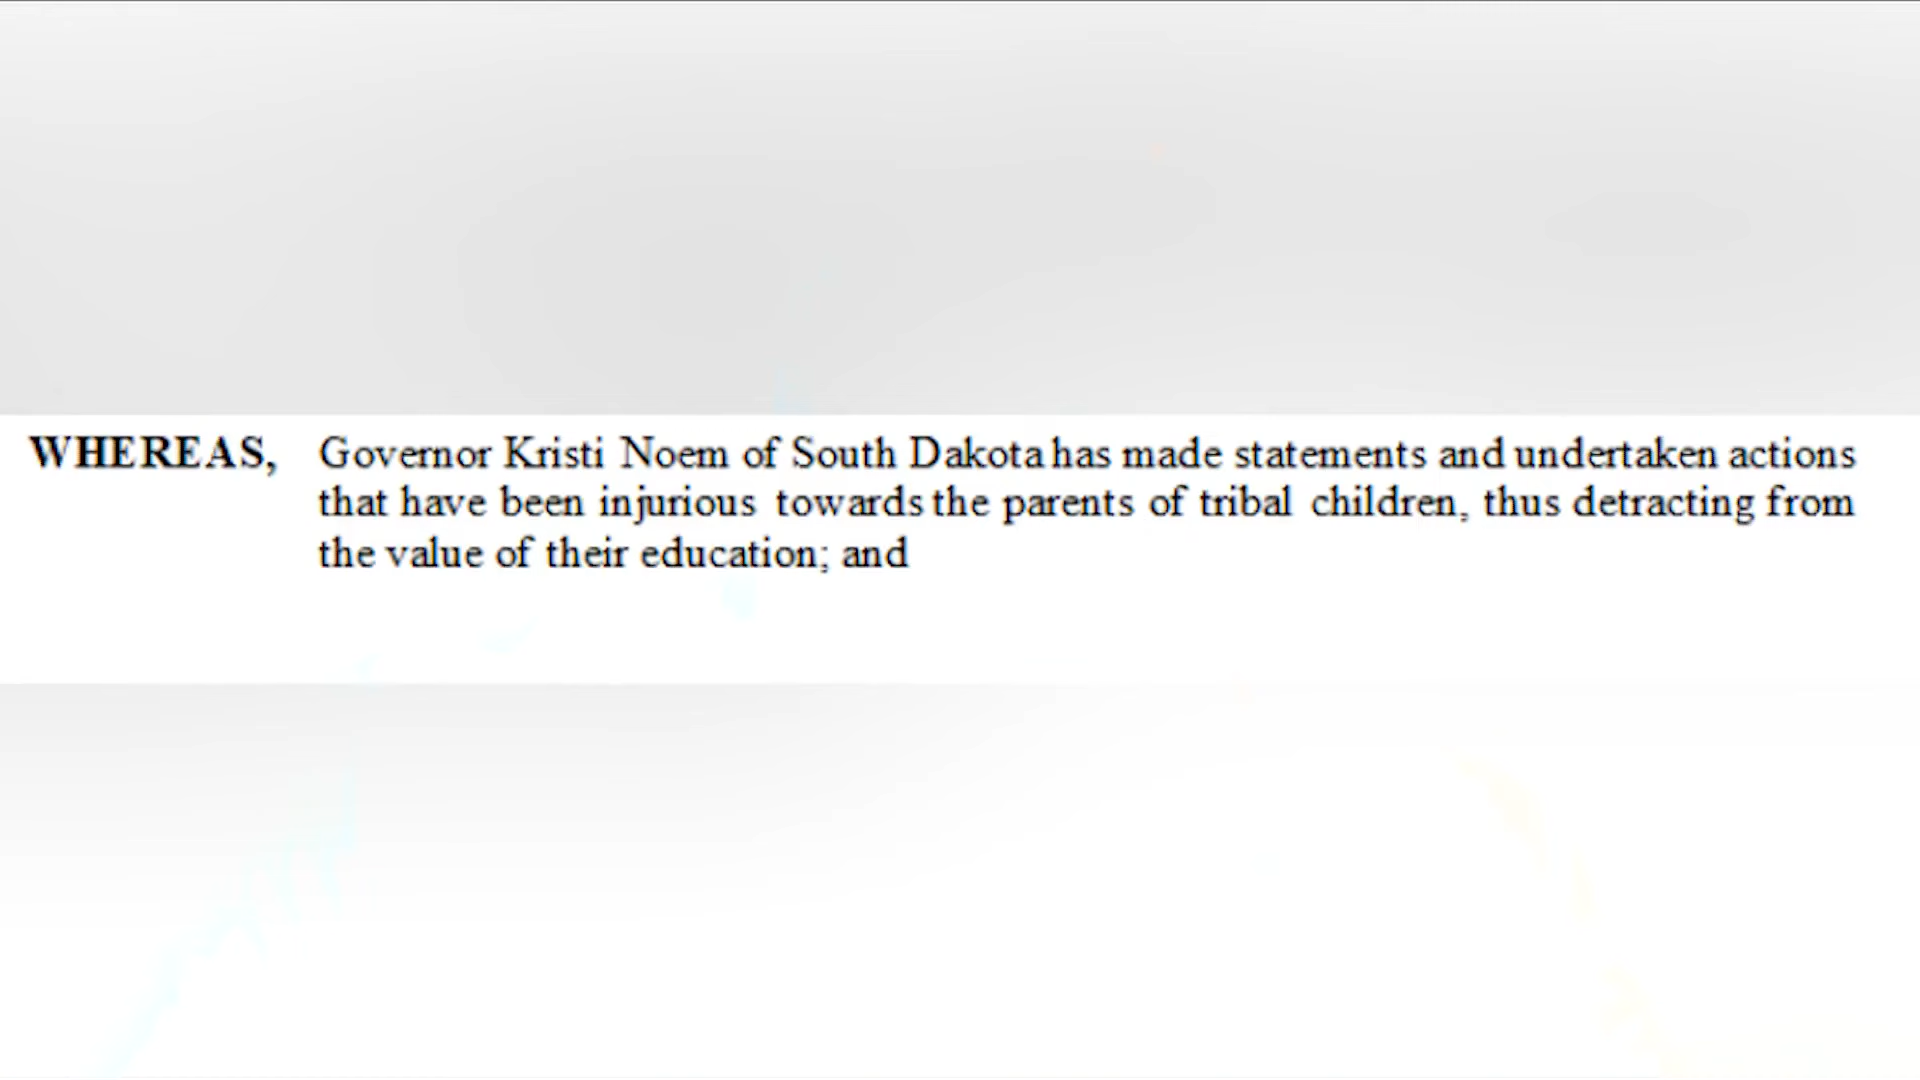 WHEREAS, Governor Kristi Noem of South Dakota has made statements and undertaken actions
that have been injurious towards the parents of tribal children, thus detracting from
the value of their education; and